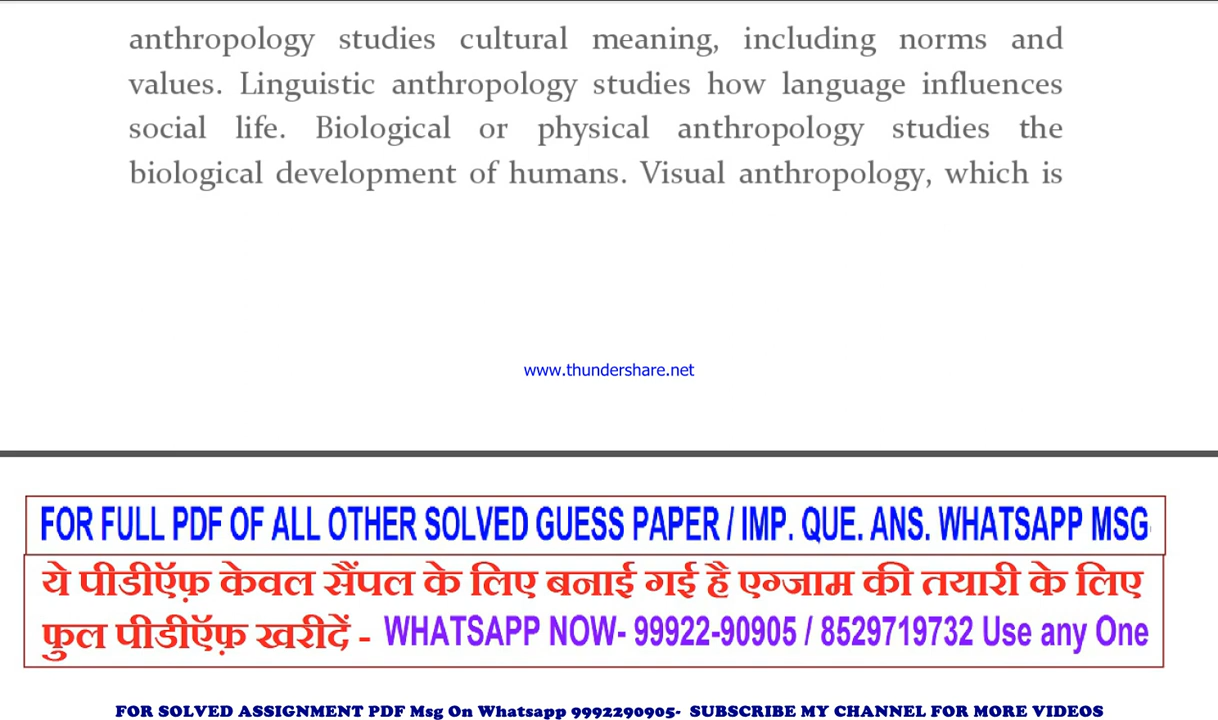 anthropology studies cultural meaning, including norms and
values. Linguistic anthropology studies how language influences
social life. Biological or physical anthropology studies the
biological development of humans. Visual anthropology, which is
www.thundershare.net
FOR FULL PDF OF ALL OTHER SOLVED GUESS PAPER / IMP. QUE. ANS. WHATSAPP MSG
ये पीडीऍफ़ केवल सैंपल के लिए बनाई गई है एग्जाम की तयारी के लिए
फुल पीडीऍफ़ खरीदें - WHATSAPP NOW- 99922-90905 / 8529719732 Use any One
FOR SOLVED ASSIGNMENT PDF Msg On Whatsapp 9992290905- SUBSCRIBE MY CHANNEL FOR MORE VIDEOS